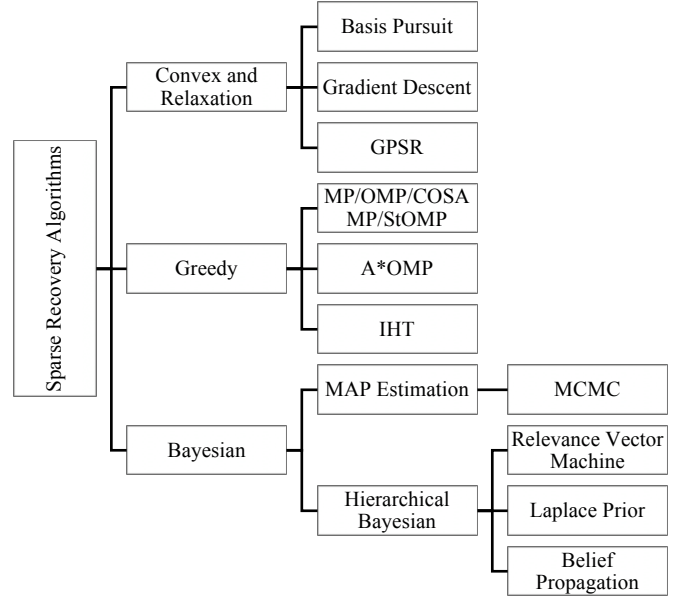 Sparse Recovery Algorithms
Convex and
Relaxation
Basis Pursuit
Gradient Descent
GPSR
Greedy
MP/OMP/COSA
MP/StOMP
A*OMP
IHT
Bayesian
MAP Estimation
MCMC
Hierarchical
Bayesian
Relevance Vector
Machine
Laplace Prior
Belief
Propagation